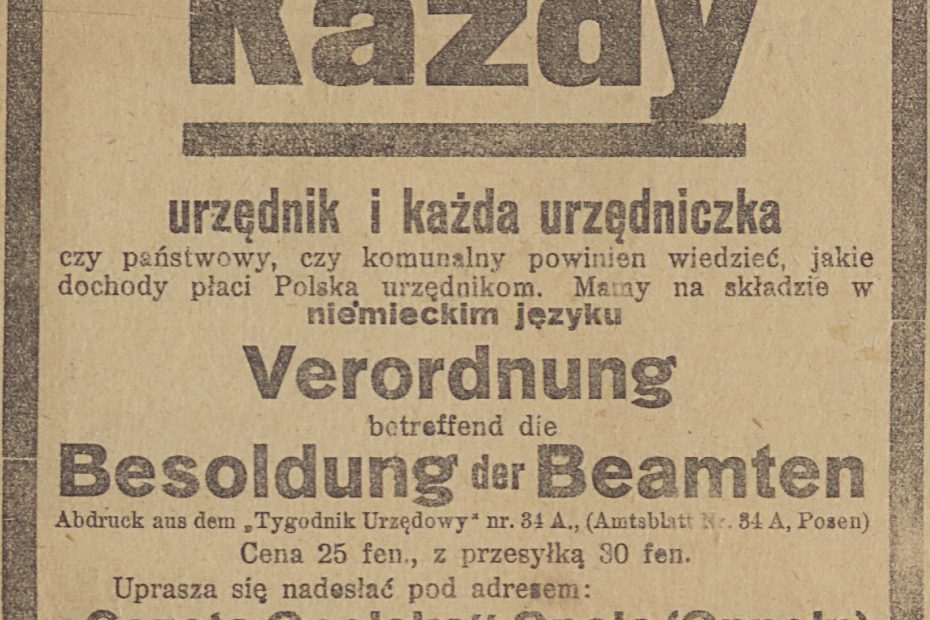 Każdy
urzędnik i każda urzędniczka
czy państwowy, czy komunalny powinien wiedzieć, jakie
dochody płaci Polska urzędnikom. Mamy na składzie w
niemieckim języku
Verordnung
betreffend die
Besoldung der Beamten
Abdruck aus dem „Tygodnik Urzędowy“ nr. 34 A., (Amtsblatt Nr. 34 A, Posen)
Cena 25 fen., z przesyłką 30 fen.
Uprasza się nadesłać pod adresem: